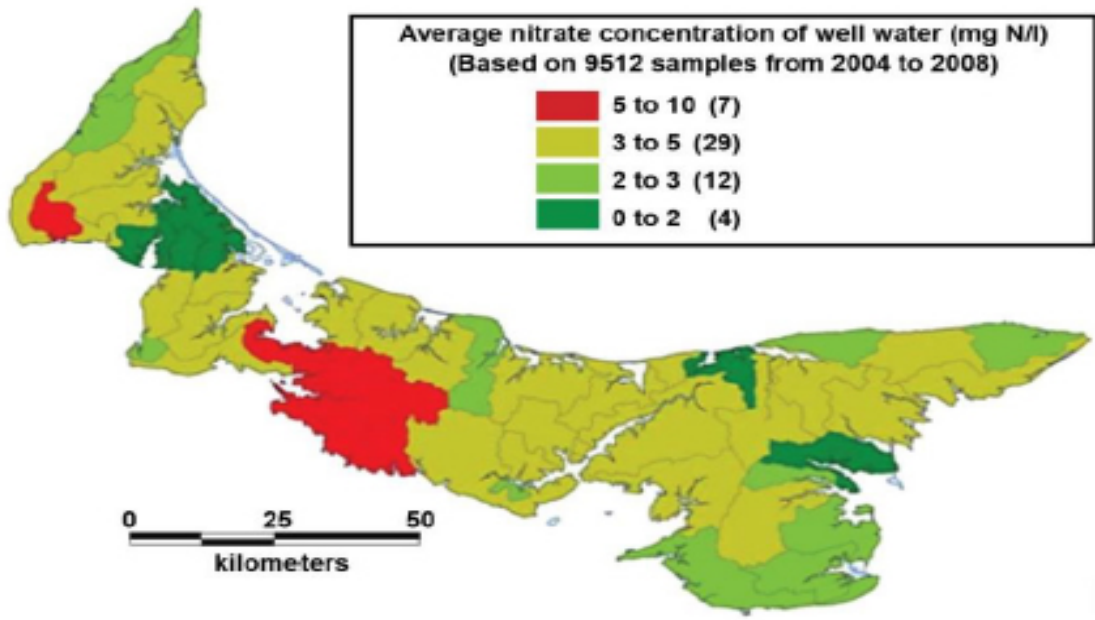 Average nitrate concentration of well water (mg N/l)
(Based on 9512 samples from 2004 to 2008)
5 to 10 (7)
3 to 5 (29)
2 to 3 (12)
0 to 2 (4)
0 25 50
kilometers